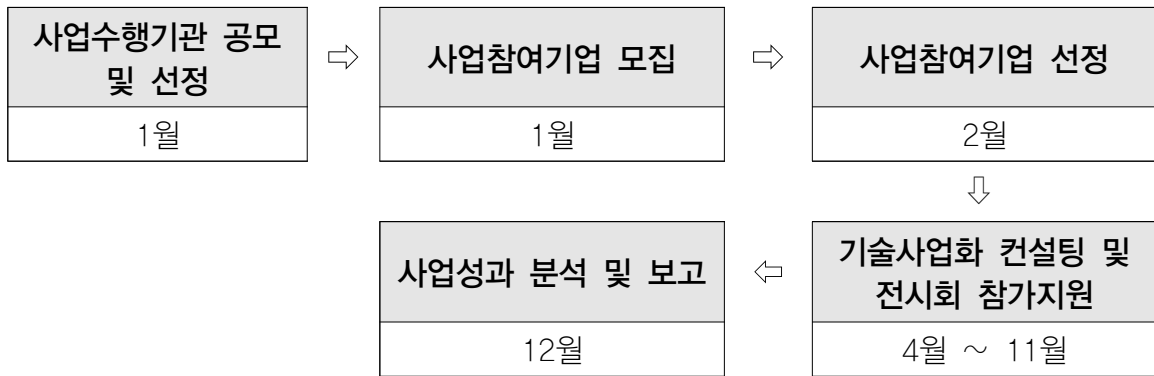 사업수행기관 공모
및 선정
1월
⇨
사업참여기업 모집
1월
⇨
사업참여기업 선정
2월
⇩
기술사업화 컨설팅 및
전시회 참가지원
4월 ~ 11월
⇦
사업성과 분석 및 보고
12월